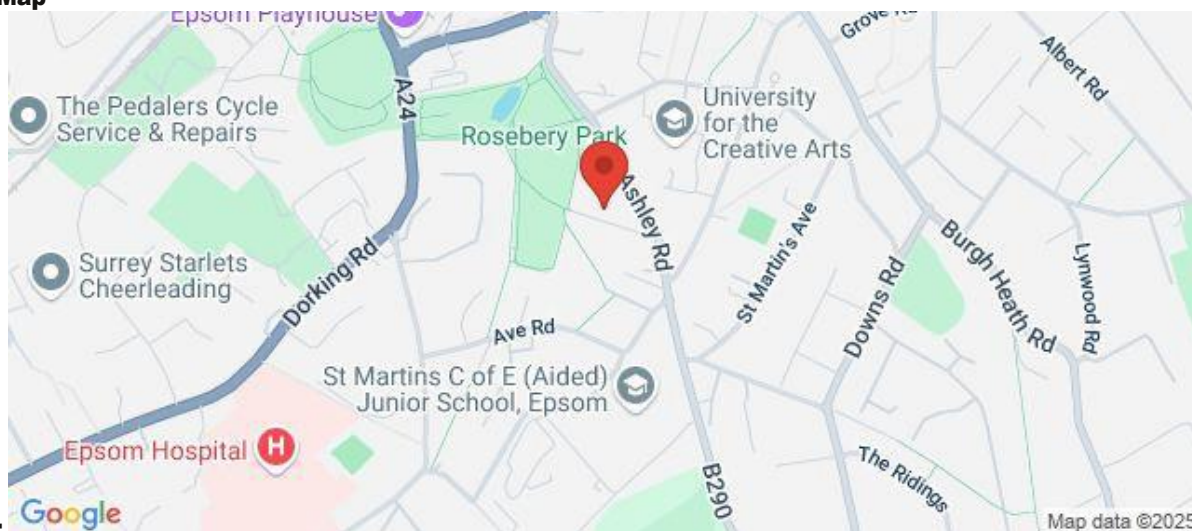 Map
Epsom Playhouse
Grove Rd
Albert Rd
A24
The Pedalers Cycle
Service & Repairs
University
for the
Creative Arts
Rosebery Park
Ashley Rd
St Martin's Ave
Surrey Starlets
Cheerleading
Dorking Rd
Downs Rd
Burgh Heath Rd
Lynwood Rd
Ave Rd
St Martins C of E (Aided)
Junior School, Epsom
Epsom Hospital
H
The Ridings
B290
Google
Map data ©2025